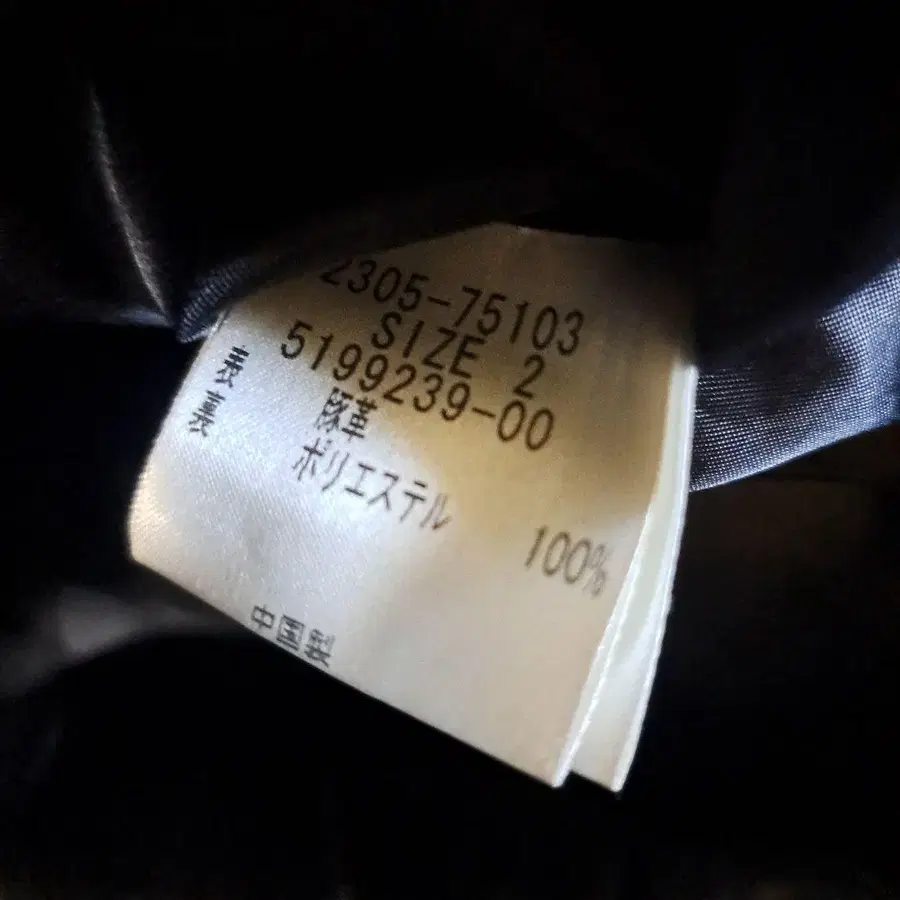 2305-75103
SIZE 2
5199239-00
表 豚革
裏 ポリエステル 100%
中国製